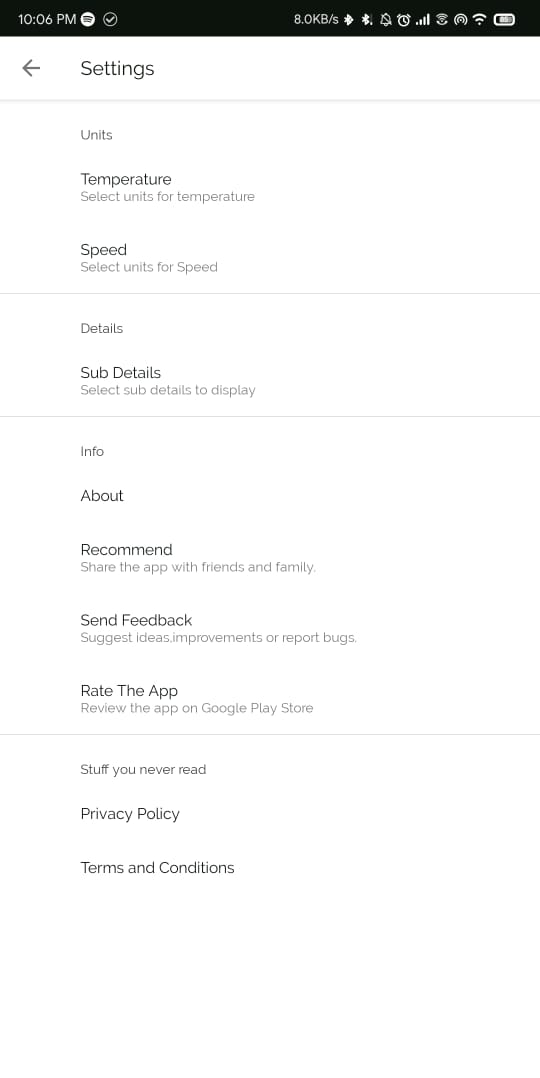 10:06 PM
8.0KB/s
Settings
Units
Temperature
Select units for temperature
Speed
Select units for Speed
Details
Sub Details
Select sub details to display
Info
About
Recommend
Share the app with friends and family.
Send Feedback
Suggest ideas,improvements or report bugs.
Rate The App
Review the app on Google Play Store
Stuff you never read
Privacy Policy
Terms and Conditions